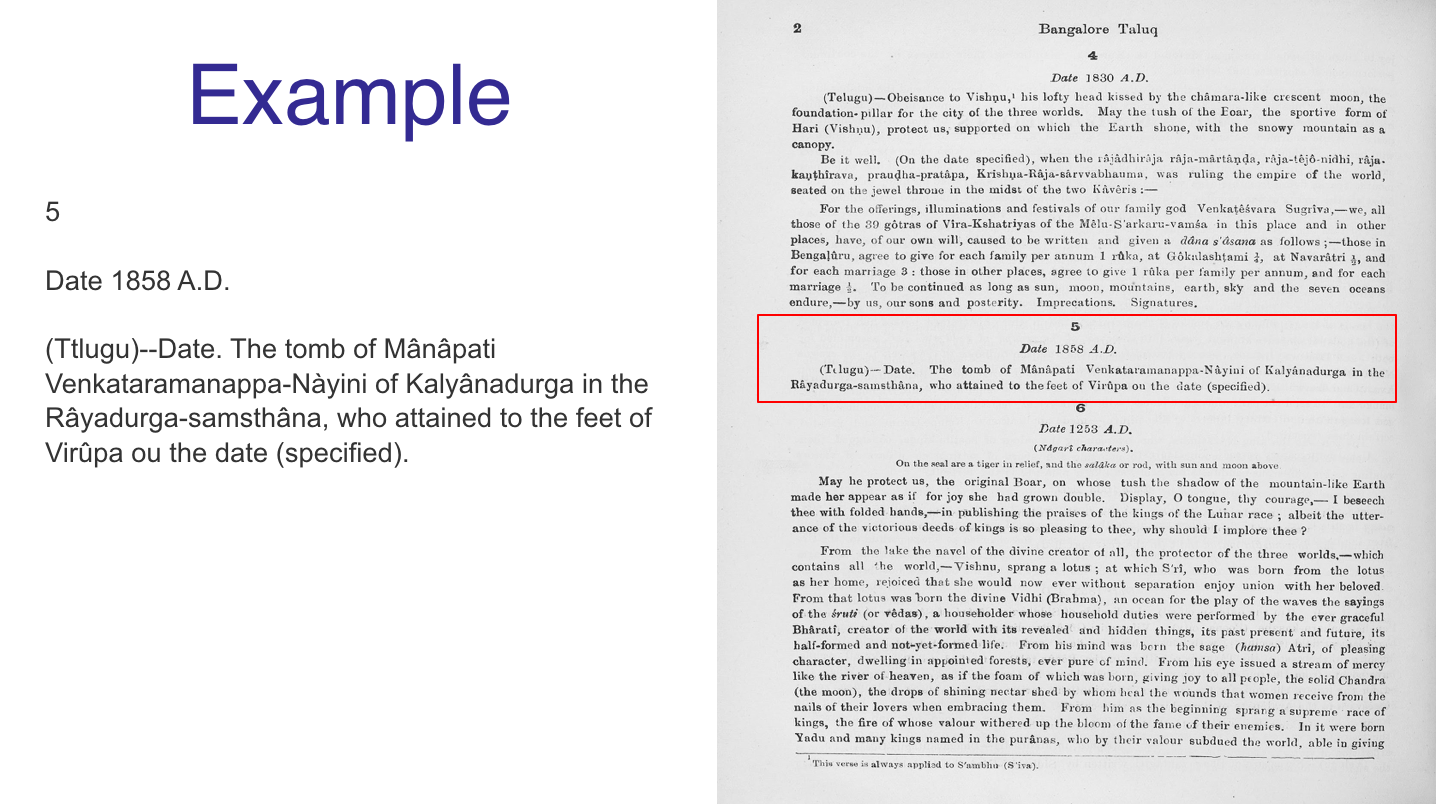 Example
5
Date 1858 A.D.
(Ttlugu)--Date. The tomb of Mânâpati
Venkataramanappa-Nàyini of Kalyânadurga in the
Râyadurga-samsthâna, who attained to the feet of
Virûpa ou the date (specified).
2
Bangalore Taluq
4
Date 1830 A.D.
(Telugu)—Obeisance to Vishṇu,¹ his lofty head kissed by the châmara-like crescent moon, the
foundation-pillar for the city of the three worlds. May the tush of the Boar, the sportive form of
Hari (Vishṇu), protect us, supported on which the Earth shone, with the snowy mountain as a
canopy.
Be it well. (On the date specified), when the râjâdhirâja râja-mârtâṇḍa, râja-têjô-nidhi, râja-
kaṇṭhîrava, prauḍha-pratâpa, Krishṇa-Râja-sârvvabhauma, was ruling the empire of the world,
seated on the jewel throne in the midst of the two Kâvêris :—
For the offerings, illuminations and festivals of our family god Venkaṭêśvara Sugrîva,—we, all
those of the 39 gôtras of Vîra-Kshatriyas of the Mêlu-S'arkaru-vamśa in this place and in other
places, have, of our own will, caused to be written and given a dâna s'âsana as follows ;—those in
Bengaḷûru, agree to give for each family per annum 1 rûka, at Gôkulashṭami ¼, at Navarâtri ½, and
for each marriage 3 : those in other places, agree to give 1 rûka per family per annum, and for each
marriage ½. To be continued as long as sun, moon, mountains, earth, sky and the seven oceans
endure,—by us, our sons and posterity. Imprecations. Signatures.
5
Date 1858 A.D.
(Telugu)—Date. The tomb of Mânâpati Venkataramanappa-Nàyini of Kalyânadurga in the
Râyadurga-samsthâna, who attained to the feet of Virûpa on the date (specified).
6
Date 1253 A.D.
(Nâgarî characters).
On the seal are a tiger in relief, and the salâka or rod, with sun and moon above.
May he protect us, the original Boar, on whose tush the shadow of the mountain-like Earth
made her appear as if for joy she had grown double. Display, O tongue, thy courage,— I beseech
thee with folded hands,—in publishing the praises of the kings of the Lunar race ; albeit the utter-
ance of the victorious deeds of kings is so pleasing to thee, why should I implore thee ?
From the lake the navel of the divine creator of all, the protector of the three worlds,—which
contains all the world,—Vishnu, sprang a lotus ; at which S'rî, who was born from the lotus
as her home, rejoiced that she would now ever without separation enjoy union with her beloved.
From that lotus was born the divine Vidhi (Brahma), an ocean for the play of the waves the sayings
of the śruti (or vêdas), a householder whose household duties were performed by the ever graceful
Bhâratî, creator of the world with its revealed and hidden things, its past present and future, its
half-formed and not-yet-formed life. From his mind was born the sage (hamsa) Atri, of pleasing
character, dwelling in appointed forests, ever pure of mind. From his eye issued a stream of mercy
like the river of heaven, as if the foam of which was born, giving joy to all people, the solid Chandra
(the moon), the drops of shining nectar shed by whom heal the wounds that women receive from the
nails of their lovers when embracing them. From him as the beginning sprang a supreme race of
kings, the fire of whose valour withered up the bloom of the fame of their enemies. In it were born
Yadu and many kings named in the purânas, who by their valour subdued the world, able in giving
¹ This verse is always applied to S'ambhu (S'iva).